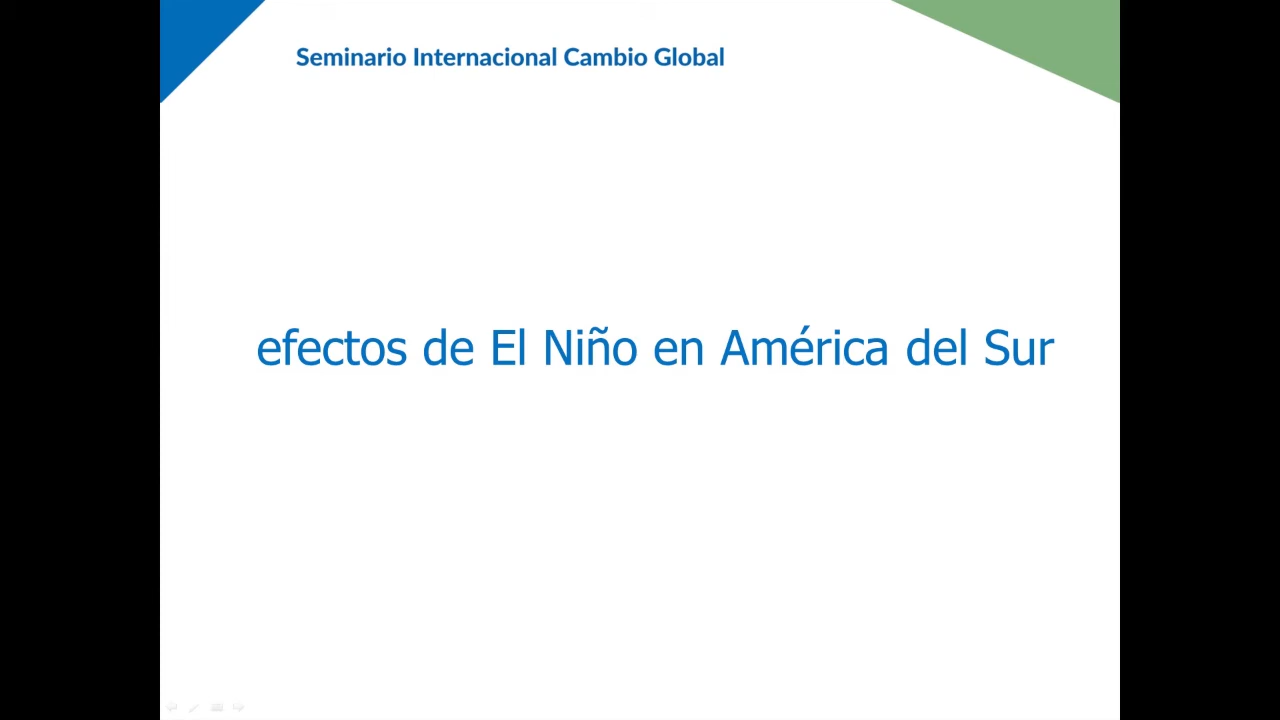 Seminario Internacional Cambio Global
efectos de El Niño en América del Sur